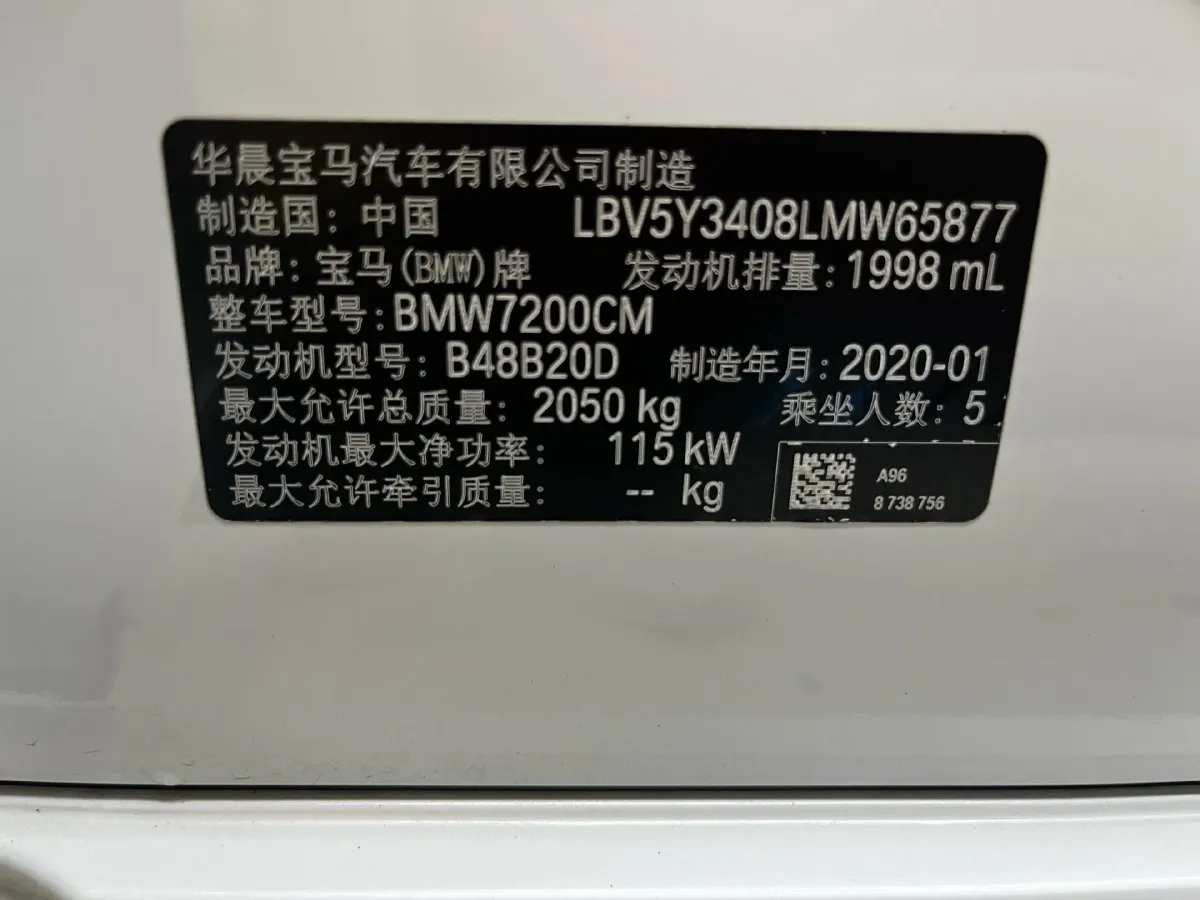 华晨宝马汽车有限公司制造
制造国：中国 LBV5Y3408LMW65877
品牌：宝马(BMW)牌 发动机排量：1998 mL
整车型号：BMW7200CM
发动机型号：B48B20D 制造年月：2020-01
最大允许总质量：2050 kg 乘坐人数：5
发动机最大净功率：115 kW
最大允许牵引质量：-- kg
A96
8 738 756